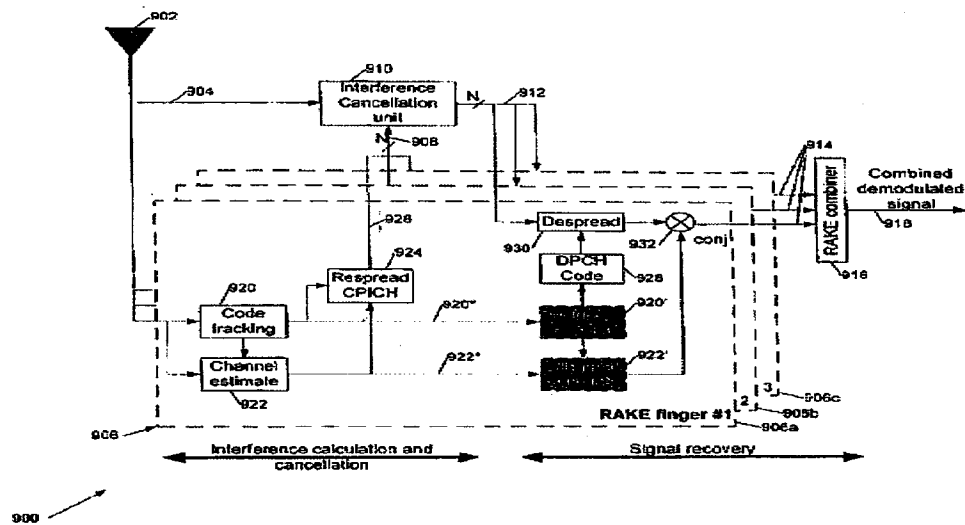 902
910
Interference
Cancellation
unit
904
N
912
N
908
914
Combined
demodulated
signal
RAKE combiner
918
916
928
930
Despread
932
conj
924
Respread
CPICH
DPCH
Code
928
920
Code
tracking
920"
920'
Channel
estimate
922
922"
922'
RAKE finger #1
2
3
906c
905b
906a
906
Interference calculation and
cancellation
Signal recovery
900